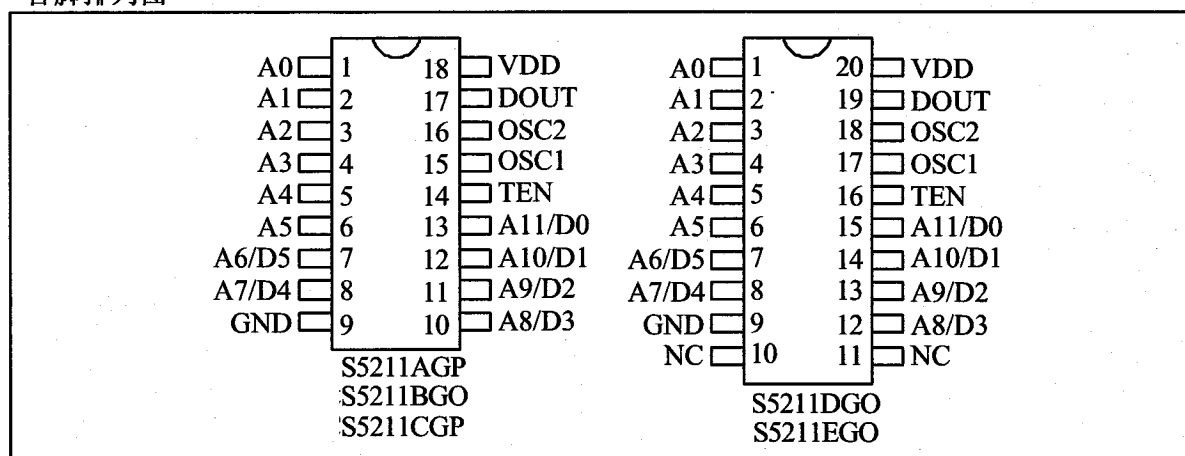 A0 1 18 VDD
A1 2 17 DOUT
A2 3 16 OSC2
A3 4 15 OSC1
A4 5 14 TEN
A5 6 13 A11/D0
A6/D5 7 12 A10/D1
A7/D4 8 11 A9/D2
GND 9 10 A8/D3
S5211AGP
S5211BGO
S5211CGP
A0 1 20 VDD
A1 2 19 DOUT
A2 3 18 OSC2
A3 4 17 OSC1
A4 5 16 TEN
A5 6 15 A11/D0
A6/D5 7 14 A10/D1
A7/D4 8 13 A9/D2
GND 9 12 A8/D3
NC 10 11 NC
S5211DGO
S5211EGO